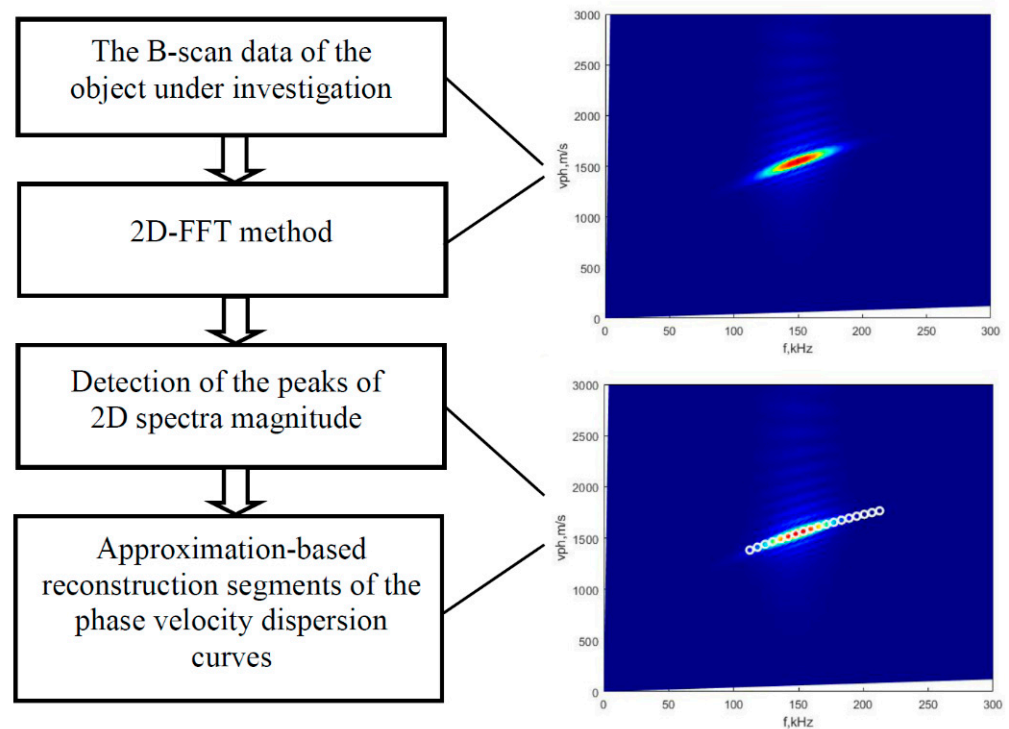 The B-scan data of the
object under investigation
2D-FFT method
Detection of the peaks of
2D spectra magnitude
Approximation-based
reconstruction segments of the
phase velocity dispersion
curves
3000
2500
2000
1500
1000
500
0
vph,m/s
0 50 100 150 200 250 300
f,kHz
3000
2500
2000
1500
1000
500
0
vph,m/s
0 50 100 150 200 250 300
f,kHz